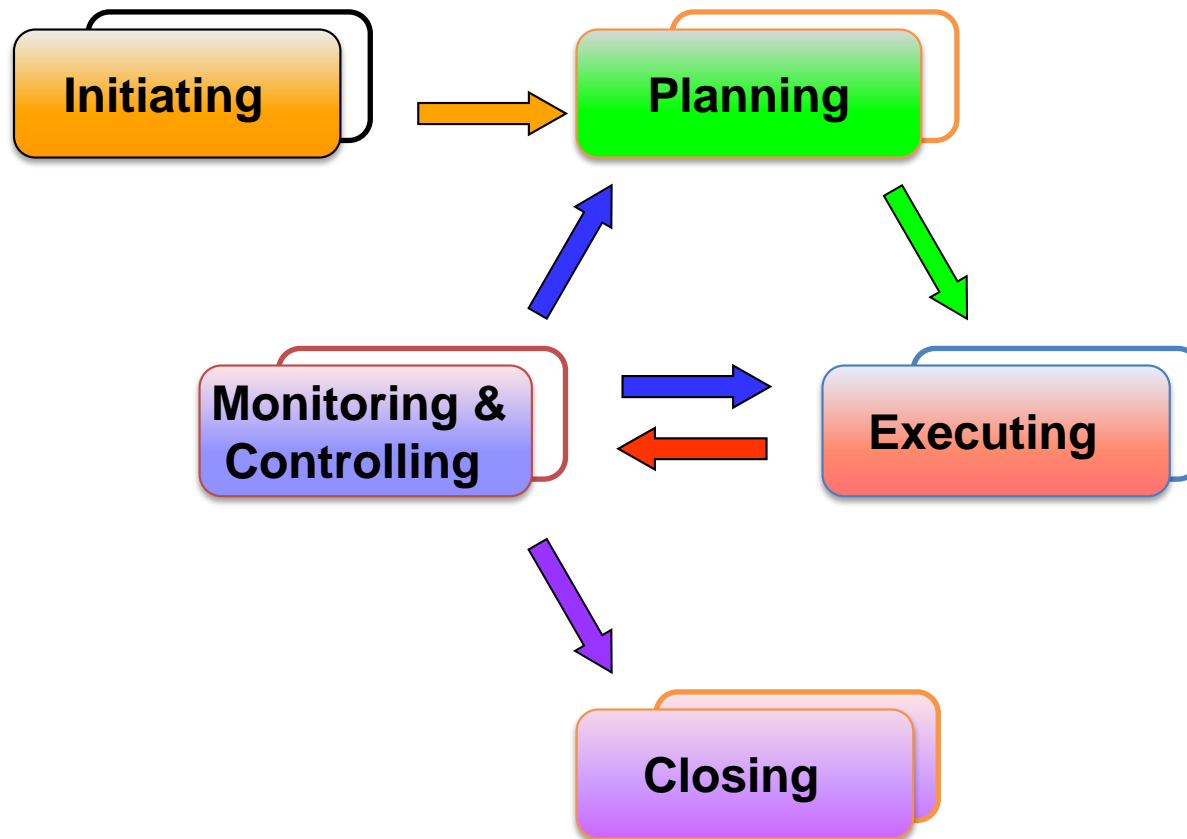 Initiating
Planning
Monitoring &
Controlling
Executing
Closing